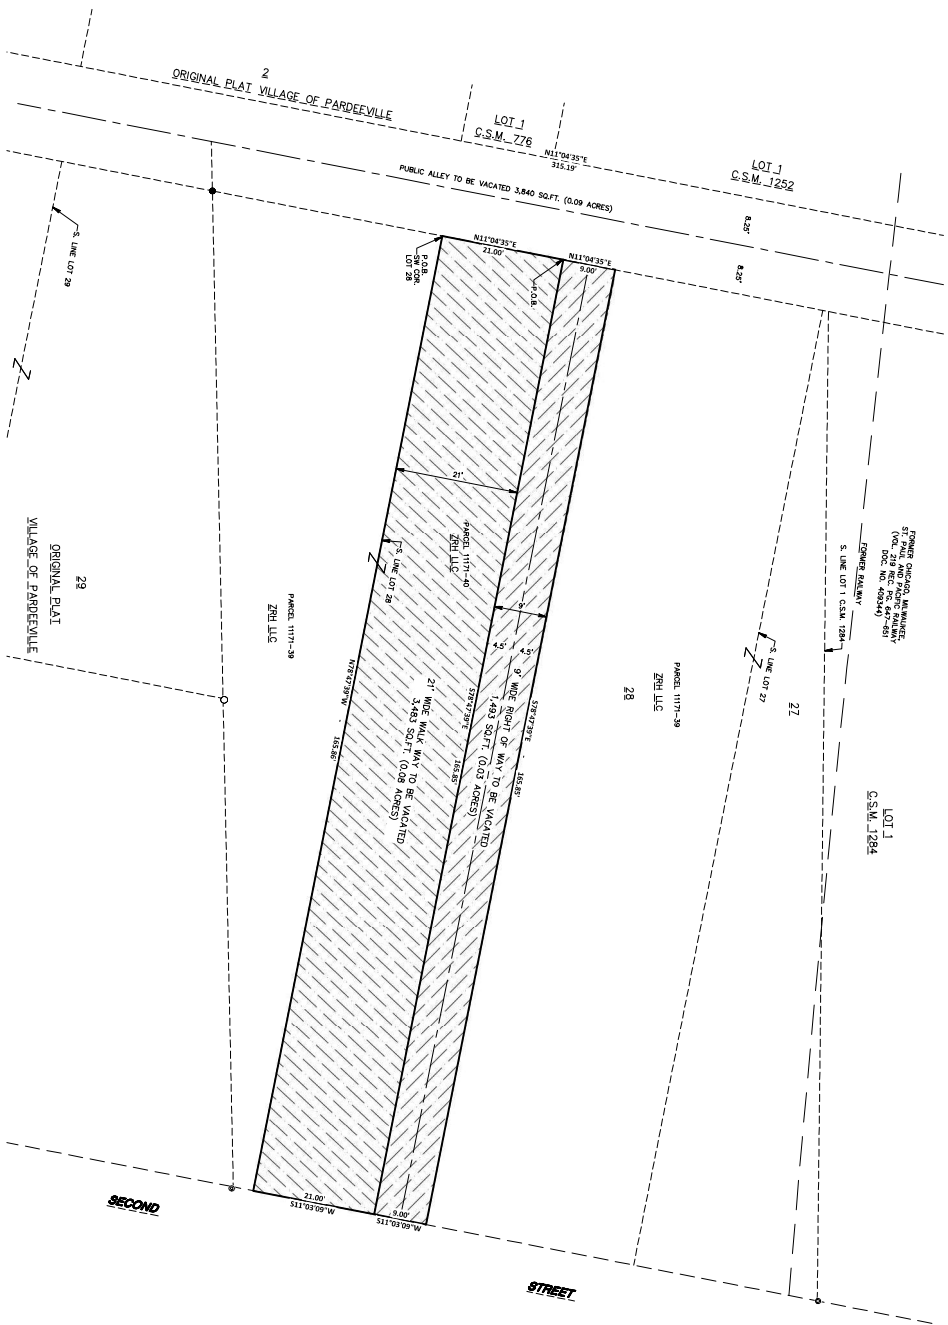 2
ORIGINAL PLAT VILLAGE OF PARDEEVILLE
LOT 1
C.S.M. 776
N11°04'35"E
315.19'
LOT 1
C.S.M. 1252
PUBLIC ALLEY TO BE VACATED 3,840 SQ.FT. (0.09 ACRES)
8.25'
8.25'
S. LINE LOT 29
P.O.B.
SW COR.
LOT 28
N11°04'35"E
21.00'
P.O.B.
N11°04'35"E
9.00'
FORMER CHICAGO, MILWAUKEE,
ST. PAUL AND PACIFIC RAILWAY
(VOL. 219 REC. PG. 647-651
DOC. NO. 409344)
FORMER RAILWAY
S. LINE LOT 1 C.S.M. 1284
21'
PARCEL 11171-40
ZRH LLC
S. LINE LOT 28
9'
4.5'
4.5'
29
ORIGINAL PLAT
VILLAGE OF PARDEEVILLE
PARCEL 11171-39
ZRH LLC
PARCEL 11171-39
ZRH LLC
28
S. LINE LOT 27
27
LOT 1
C.S.M. 1284
N78°47'39"W
165.86'
21' WIDE WALK WAY TO BE VACATED
3,483 SQ.FT. (0.08 ACRES)
S78°47'39"E
165.85'
9' WIDE RIGHT OF WAY TO BE VACATED
1,493 SQ.FT. (0.03 ACRES)
S78°47'39"E
165.85'
21.00'
S11°03'09"W
9.00'
S11°03'09"W
SECOND
STREET